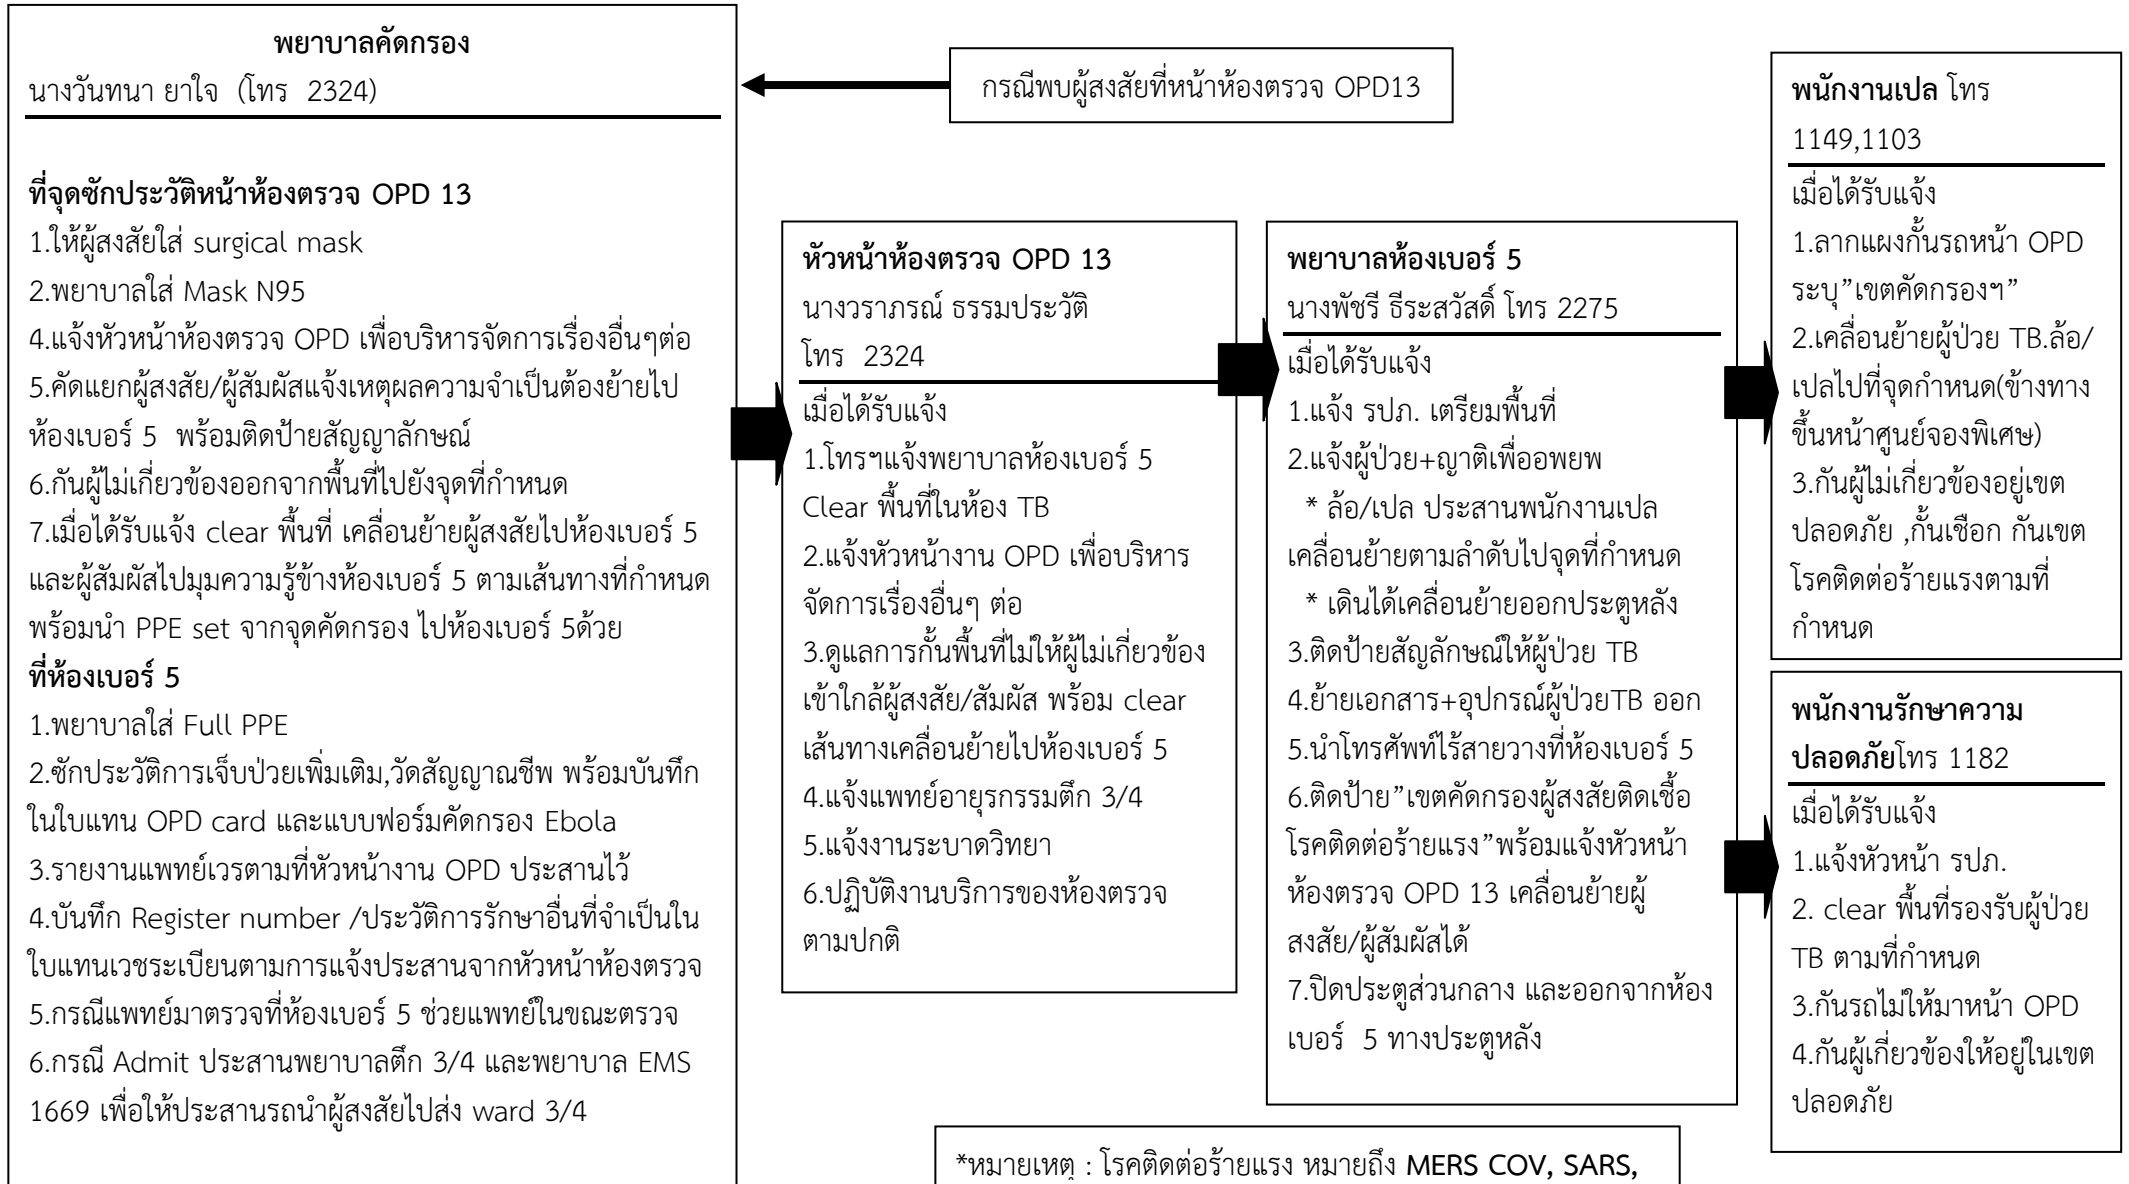 พยาบาลคัดกรอง
นางวันทนา ยาใจ (โทร 2324)
ที่จุดซักประวัติหน้าห้องตรวจ OPD 13
1.ให้ผู้สงสัยใส่ surgical mask
2.พยาบาลใส่ Mask N95
4.แจ้งหัวหน้าห้องตรวจ OPD เพื่อบริหารจัดการเรื่องอื่นๆต่อ
5.คัดแยกผู้สงสัย/ผู้สัมผัสแจ้งเหตุผลความจำเป็นต้องย้ายไป
ห้องเบอร์ 5 พร้อมติดป้ายสัญญาลักษณ์
6.กันผู้ไม่เกี่ยวข้องออกจากพื้นที่ไปยังจุดที่กำหนด
7.เมื่อได้รับแจ้ง clear พื้นที่ เคลื่อนย้ายผู้สงสัยไปห้องเบอร์ 5
และผู้สัมผัสไปมุมความรู้ข้างห้องเบอร์ 5 ตามเส้นทางที่กำหนด
พร้อมนำ PPE set จากจุดคัดกรอง ไปห้องเบอร์ 5ด้วย
ที่ห้องเบอร์ 5
1.พยาบาลใส่ Full PPE
2.ซักประวัติการเจ็บป่วยเพิ่มเติม,วัดสัญญาณชีพ พร้อมบันทึก
ในใบแทน OPD card และแบบฟอร์มคัดกรอง Ebola
3.รายงานแพทย์เวรตามที่หัวหน้างาน OPD ประสานไว้
4.บันทึก Register number /ประวัติการรักษาอื่นที่จำเป็นใน
ใบแทนเวชระเบียนตามการแจ้งประสานจากหัวหน้าห้องตรวจ
5.กรณีแพทย์มาตรวจที่ห้องเบอร์ 5 ช่วยแพทย์ในขณะตรวจ
6.กรณี Admit ประสานพยาบาลตึก 3/4 และพยาบาล EMS
1669 เพื่อให้ประสานรถนำผู้สงสัยไปส่ง ward 3/4
กรณีพบผู้สงสัยที่หน้าห้องตรวจ OPD13
หัวหน้าห้องตรวจ OPD 13
นางวราภรณ์ ธรรมประวัติ
โทร 2324
เมื่อได้รับแจ้ง
1.โทรฯแจ้งพยาบาลห้องเบอร์ 5
Clear พื้นที่ในห้อง TB
2.แจ้งหัวหน้างาน OPD เพื่อบริหาร
จัดการเรื่องอื่นๆ ต่อ
3.ดูแลการกั้นพื้นที่ไม่ให้ผู้ไม่เกี่ยวข้อง
เข้าใกล้ผู้สงสัย/สัมผัส พร้อม clear
เส้นทางเคลื่อนย้ายไปห้องเบอร์ 5
4.แจ้งแพทย์อายุรกรรมตึก 3/4
5.แจ้งงานระบาดวิทยา
6.ปฏิบัติงานบริการของห้องตรวจ
ตามปกติ
พยาบาลห้องเบอร์ 5
นางพัชรี ธีระสวัสดิ์ โทร 2275
เมื่อได้รับแจ้ง
1.แจ้ง รปภ. เตรียมพื้นที่
2.แจ้งผู้ป่วย+ญาติเพื่ออพยพ
* ล้อ/เปล ประสานพนักงานเปล
เคลื่อนย้ายตามลำดับไปจุดที่กำหนด
* เดินได้เคลื่อนย้ายออกประตูหลัง
3.ติดป้ายสัญลักษณ์ให้ผู้ป่วย TB
4.ย้ายเอกสาร+อุปกรณ์ผู้ป่วยTB ออก
5.นำโทรศัพท์ไร้สายวางที่ห้องเบอร์ 5
6.ติดป้าย”เขตคัดกรองผู้สงสัยติดเชื้อ
โรคติดต่อร้ายแรง”พร้อมแจ้งหัวหน้า
ห้องตรวจ OPD 13 เคลื่อนย้ายผู้
สงสัย/ผู้สัมผัสได้
7.ปิดประตูส่วนกลาง และออกจากห้อง
เบอร์ 5 ทางประตูหลัง
พนักงานเปล โทร
1149,1103
เมื่อได้รับแจ้ง
1.ลากแผงกั้นรถหน้า OPD
ระบุ”เขตคัดกรองฯ”
2.เคลื่อนย้ายผู้ป่วย TB.ล้อ/
เปลไปที่จุดกำหนด(ข้างทาง
ขึ้นหน้าศูนย์จองพิเศษ)
3.กันผู้ไม่เกี่ยวข้องอยู่เขต
ปลอดภัย ,กั้นเชือก กันเขต
โรคติดต่อร้ายแรงตามที่
กำหนด
พนักงานรักษาความ
ปลอดภัยโทร 1182
เมื่อได้รับแจ้ง
1.แจ้งหัวหน้า รปภ.
2. clear พื้นที่รองรับผู้ป่วย
TB ตามที่กำหนด
3.กันรถไม่ให้มาหน้า OPD
4.กันผู้เกี่ยวข้องให้อยู่ในเขต
ปลอดภัย
*หมายเหตุ : โรคติดต่อร้ายแรง หมายถึง MERS COV, SARS,